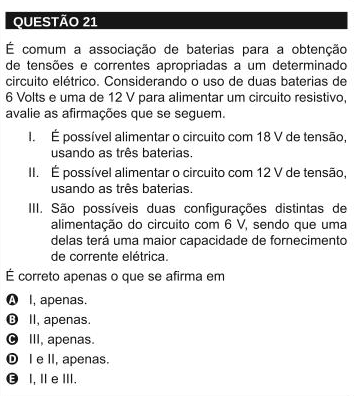 QUESTÃO 21
É comum a associação de baterias para a obtenção
de tensões e correntes apropriadas a um determinado
circuito elétrico. Considerando o uso de duas baterias de
6 Volts e uma de 12 V para alimentar um circuito resistivo,
avalie as afirmações que se seguem.
I. É possível alimentar o circuito com 18 V de tensão,
usando as três baterias.
II. É possível alimentar o circuito com 12 V de tensão,
usando as três baterias.
III. São possíveis duas configurações distintas de
alimentação do circuito com 6 V, sendo que uma
delas terá uma maior capacidade de fornecimento
de corrente elétrica.
É correto apenas o que se afirma em
A I, apenas.
B II, apenas.
C III, apenas.
D I e II, apenas.
E I, II e III.